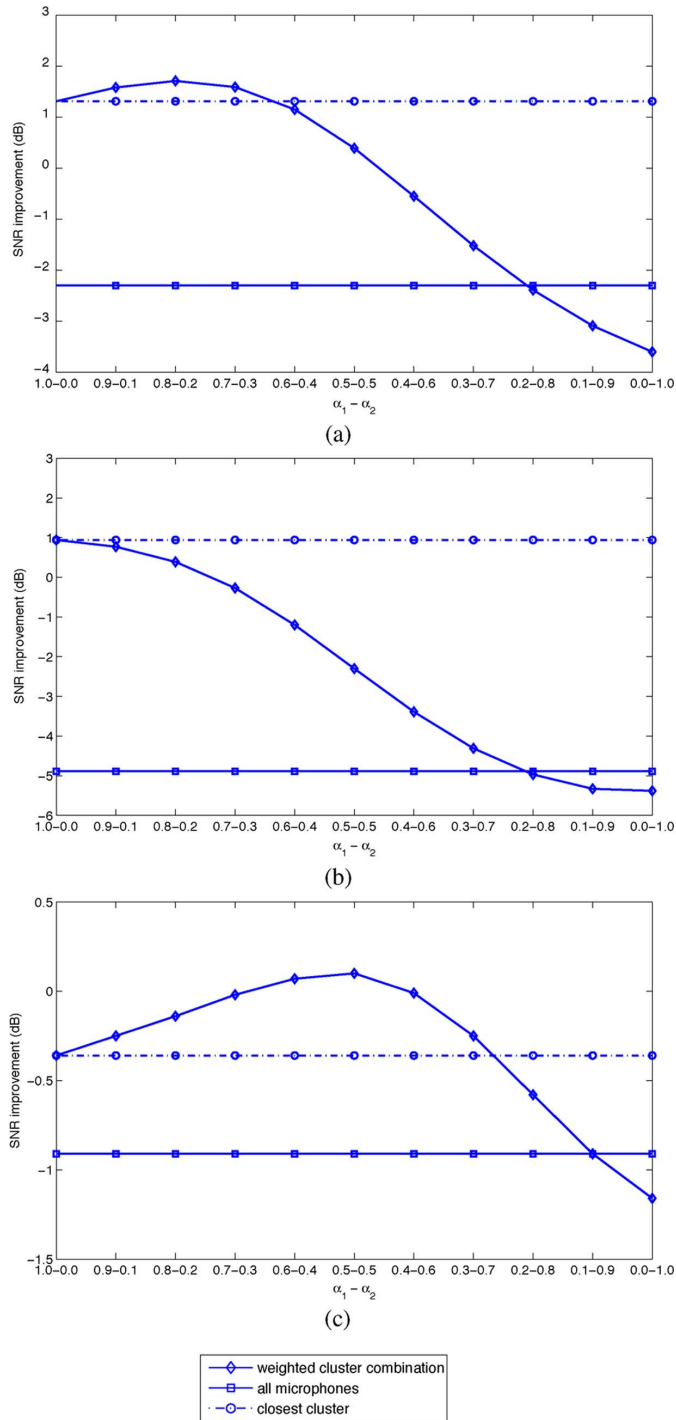 3
2
1
0
−1
−2
−3
−4
SNR improvement (dB)
1.0−0.0 0.9−0.1 0.8−0.2 0.7−0.3 0.6−0.4 0.5−0.5 0.4−0.6 0.3−0.7 0.2−0.8 0.1−0.9 0.0−1.0
α1 − α2
(a)
3
2
1
0
−1
−2
−3
−4
−5
−6
SNR improvement (dB)
1.0−0.0 0.9−0.1 0.8−0.2 0.7−0.3 0.6−0.4 0.5−0.5 0.4−0.6 0.3−0.7 0.2−0.8 0.1−0.9 0.0−1.0
α1 − α2
(b)
0.5
0
−0.5
−1
−1.5
SNR improvement (dB)
1.0−0.0 0.9−0.1 0.8−0.2 0.7−0.3 0.6−0.4 0.5−0.5 0.4−0.6 0.3−0.7 0.2−0.8 0.1−0.9 0.0−1.0
α1 − α2
(c)
weighted cluster combination
all microphones
closest cluster